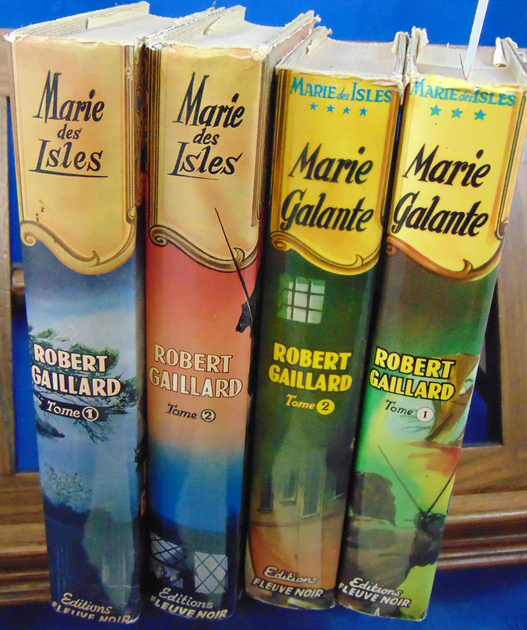 Marie
des
Isles
ROBERT
GAILLARD
Tome 1
Editions
FLEUVE NOIR
Marie
des
Isles
ROBERT
GAILLARD
Tome 2
Editions
FLEUVE NOIR
MARIE des ISLES
★ ★ ★ ★
Marie
Galante
ROBERT
GAILLARD
Tome 2
Editions
FLEUVE NOIR
MARIE des ISLES
★ ★ ★
Marie
Galante
ROBERT
GAILLARD
Tome 1
Editions
FLEUVE NOIR